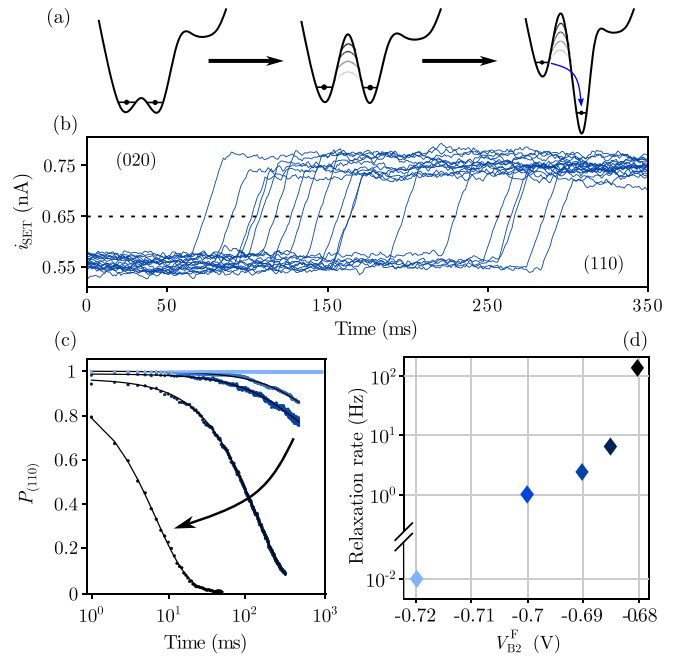 (a)
(b)
(020)
(110)
i_SET (nA)
0.75
0.65
0.55
0 50 150 250 350
Time (ms)
(c)
P_(110)
1
0.8
0.6
0.4
0.2
0
10^0 10^1 10^2 10^3
Time (ms)
(d)
Relaxation rate (Hz)
10^2
10^1
10^0
10^-2
-0.72 -0.71 -0.7 -0.69 -0.68
V_B2^F (V)